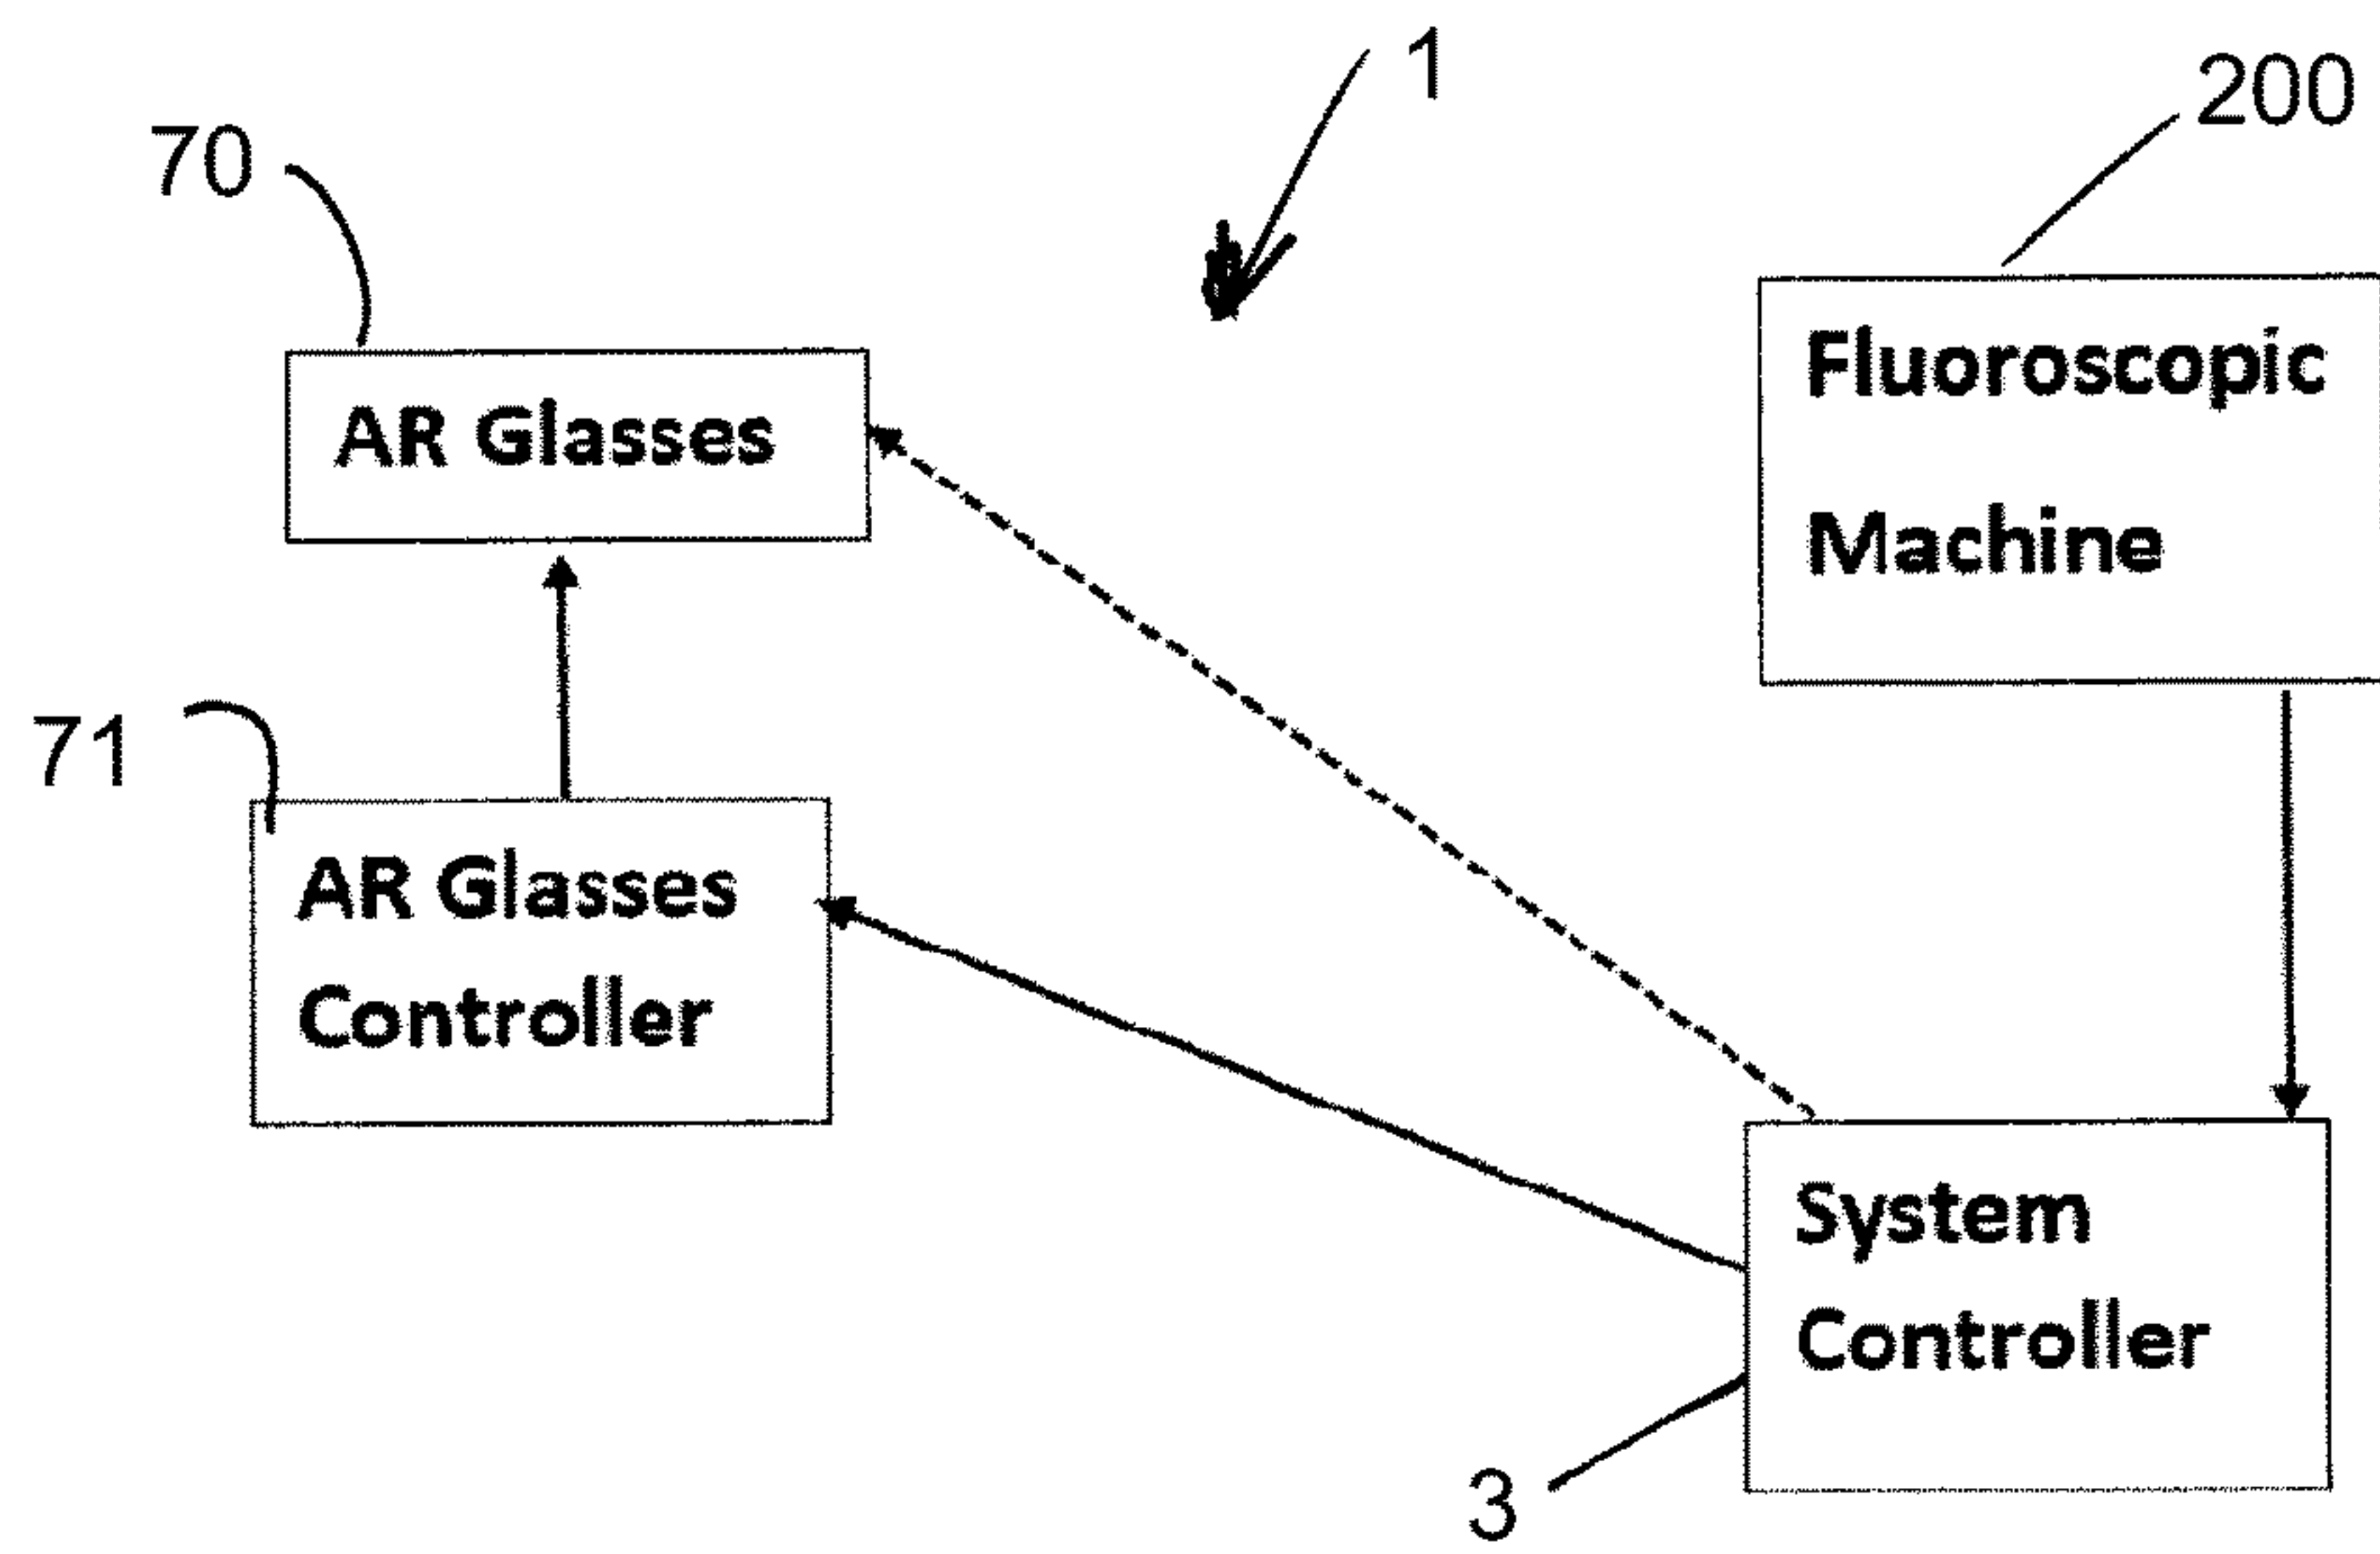 1
200
70
AR Glasses
Fluoroscopic
Machine
71
AR Glasses
Controller
System
Controller
3